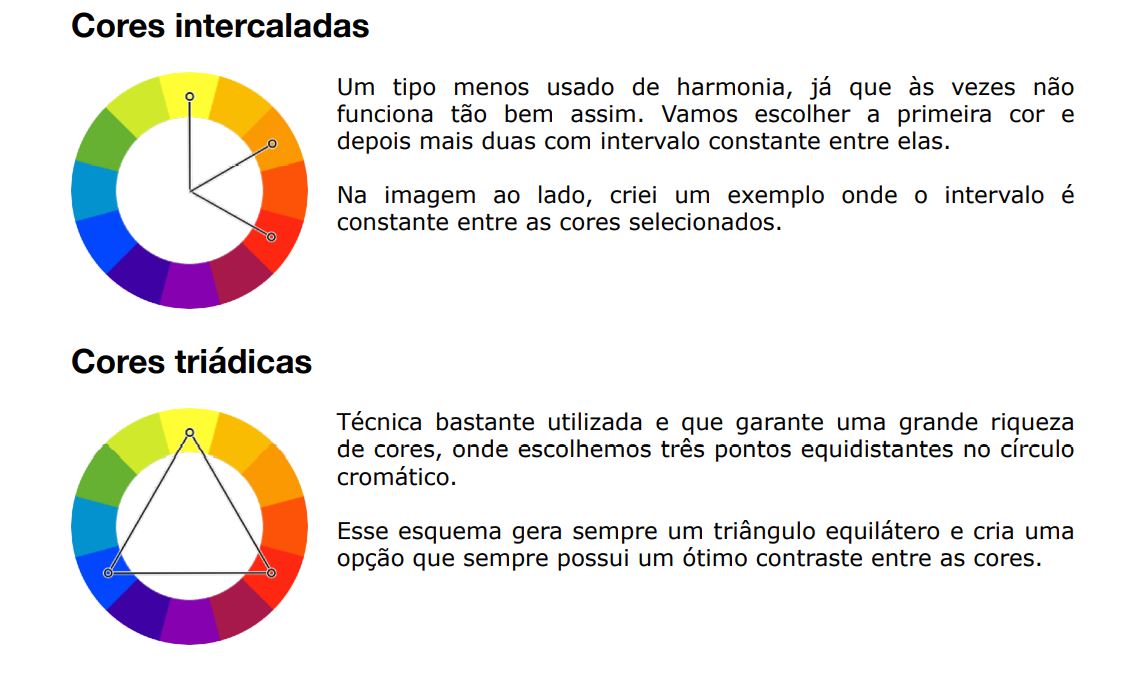 Cores intercaladas
Um tipo menos usado de harmonia, já que às vezes não
funciona tão bem assim. Vamos escolher a primeira cor e
depois mais duas com intervalo constante entre elas.
Na imagem ao lado, criei um exemplo onde o intervalo é
constante entre as cores selecionados.
Cores triádicas
Técnica bastante utilizada e que garante uma grande riqueza
de cores, onde escolhemos três pontos equidistantes no círculo
cromático.
Esse esquema gera sempre um triângulo equilátero e cria uma
opção que sempre possui um ótimo contraste entre as cores.